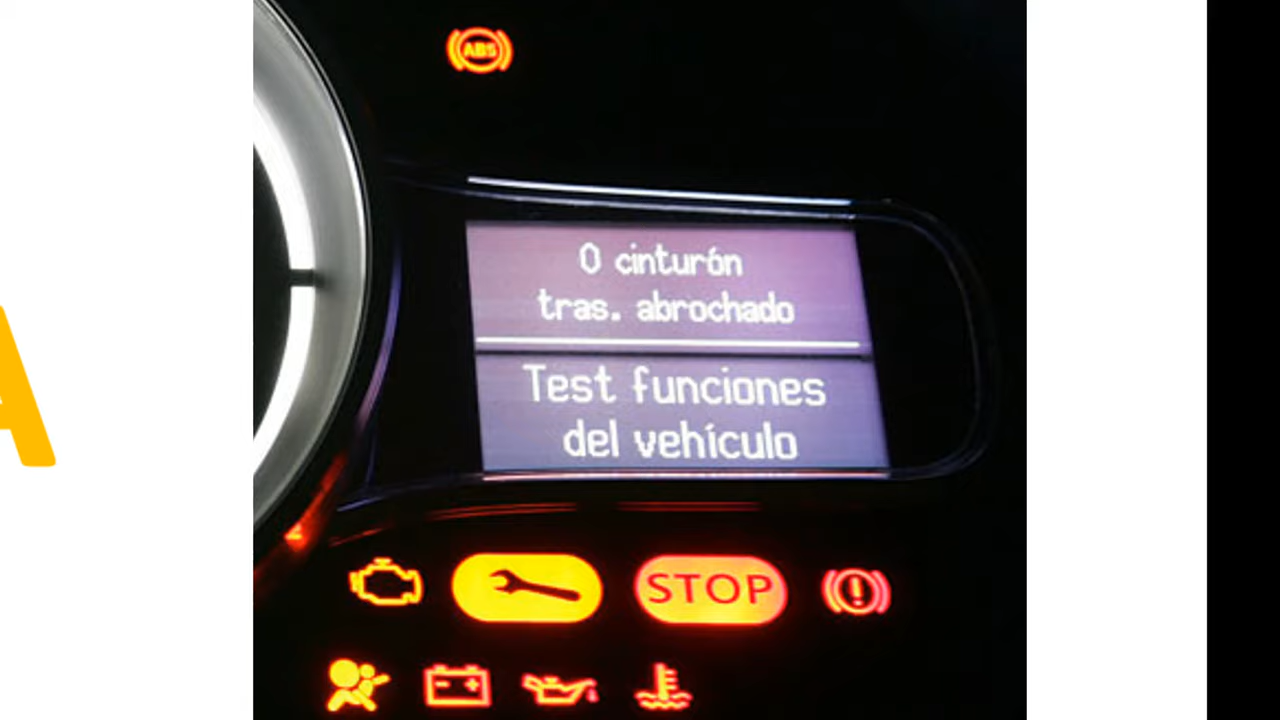 ABS
0 cinturón
tras. abrochado
Test funciones
del vehículo
STOP
A